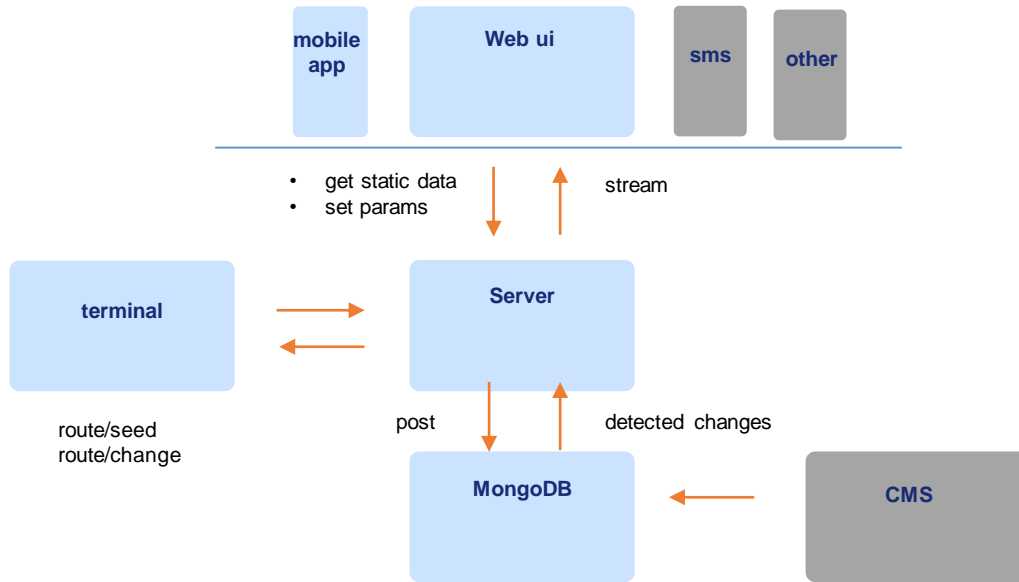 mobile
app
Web ui
sms
other
• get static data
• set params
stream
terminal
Server
route/seed
route/change
post
detected changes
MongoDB
CMS